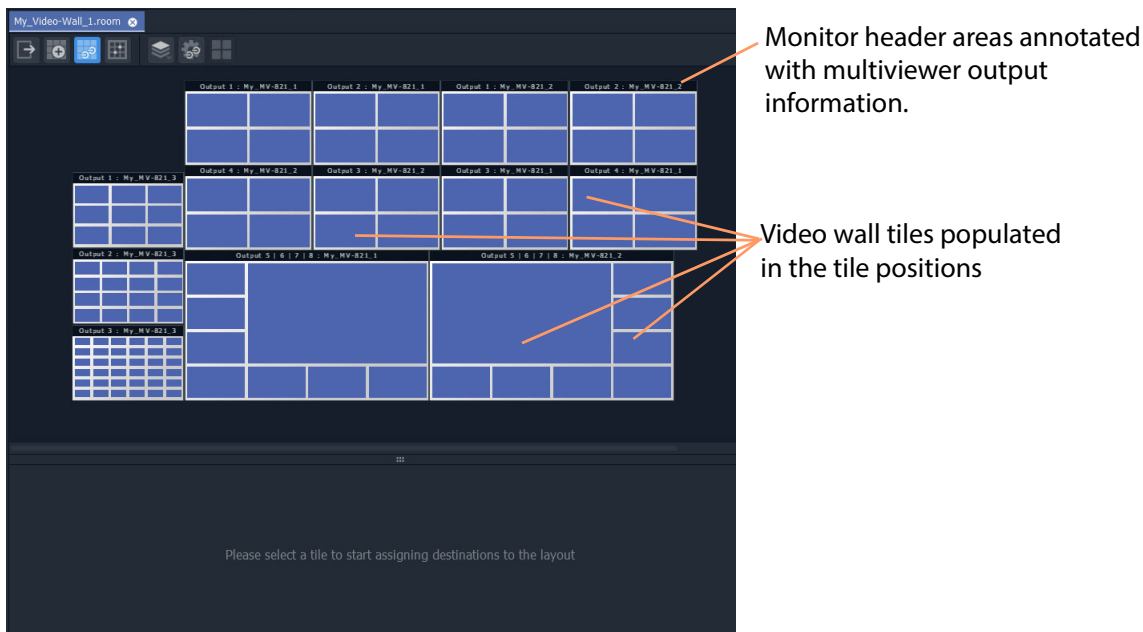 My_Video-Wall_1.room
Monitor header areas annotated
with multiviewer output
information.
Output 1 : My_MV-821_1
Output 2 : My_MV-821_1
Output 1 : My_MV-821_2
Output 2 : My_MV-821_2
Output 4 : My_MV-821_2
Output 3 : My_MV-821_2
Output 3 : My_MV-821_1
Output 4 : My_MV-821_1
Output 1 : My_MV-821_3
Video wall tiles populated
in the tile positions
Output 2 : My_MV-821_3
Output 5 | 6 | 7 | 8 : My_MV-821_1
Output 5 | 6 | 7 | 8 : My_MV-821_2
Output 3 : My_MV-821_3
Please select a tile to start assigning destinations to the layout